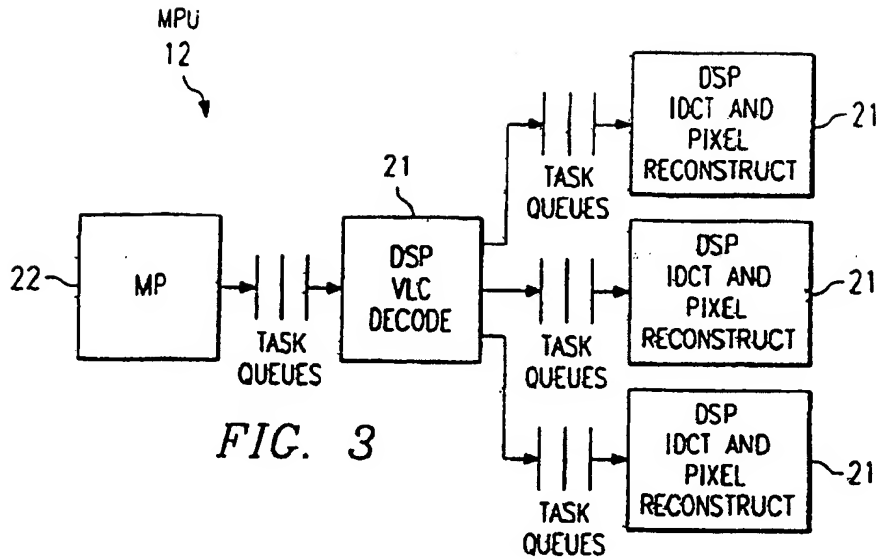 MPU
12
DSP
IDCT AND
PIXEL
RECONSTRUCT
21
TASK
QUEUES
21
22
MP
TASK
QUEUES
DSP
VLC
DECODE
TASK
QUEUES
DSP
IDCT AND
PIXEL
RECONSTRUCT
21
FIG. 3
TASK
QUEUES
DSP
IDCT AND
PIXEL
RECONSTRUCT
21